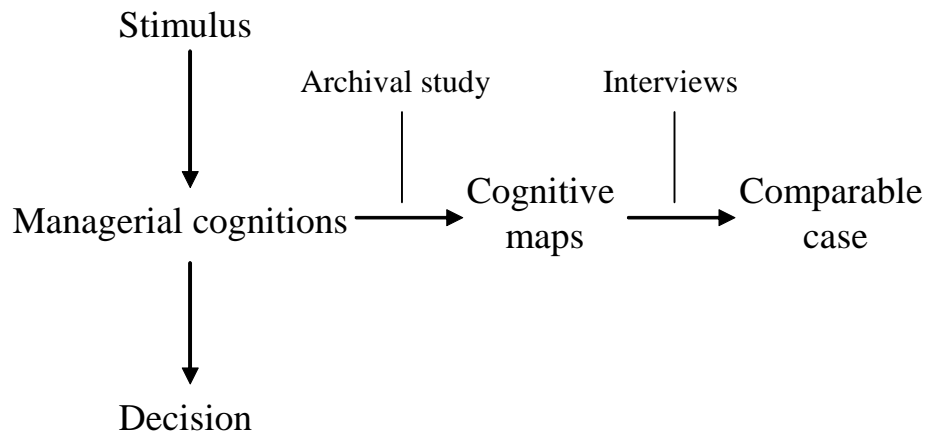 Stimulus
Archival study
Interviews
Managerial cognitions
Cognitive
maps
Comparable
case
Decision